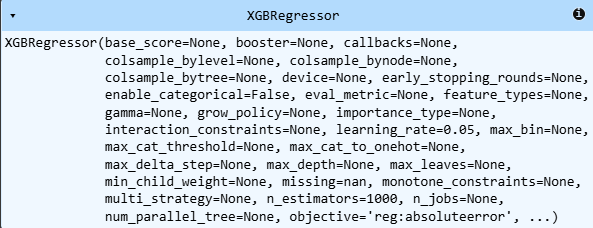 XGBRegressor
XGBRegressor(base_score=None, booster=None, callbacks=None,
colsample_bylevel=None, colsample_bynode=None,
colsample_bytree=None, device=None, early_stopping_rounds=None,
enable_categorical=False, eval_metric=None, feature_types=None,
gamma=None, grow_policy=None, importance_type=None,
interaction_constraints=None, learning_rate=0.05, max_bin=None,
max_cat_threshold=None, max_cat_to_onehot=None,
max_delta_step=None, max_depth=None, max_leaves=None,
min_child_weight=None, missing=nan, monotone_constraints=None,
multi_strategy=None, n_estimators=1000, n_jobs=None,
num_parallel_tree=None, objective='reg:absoluteerror', ...)